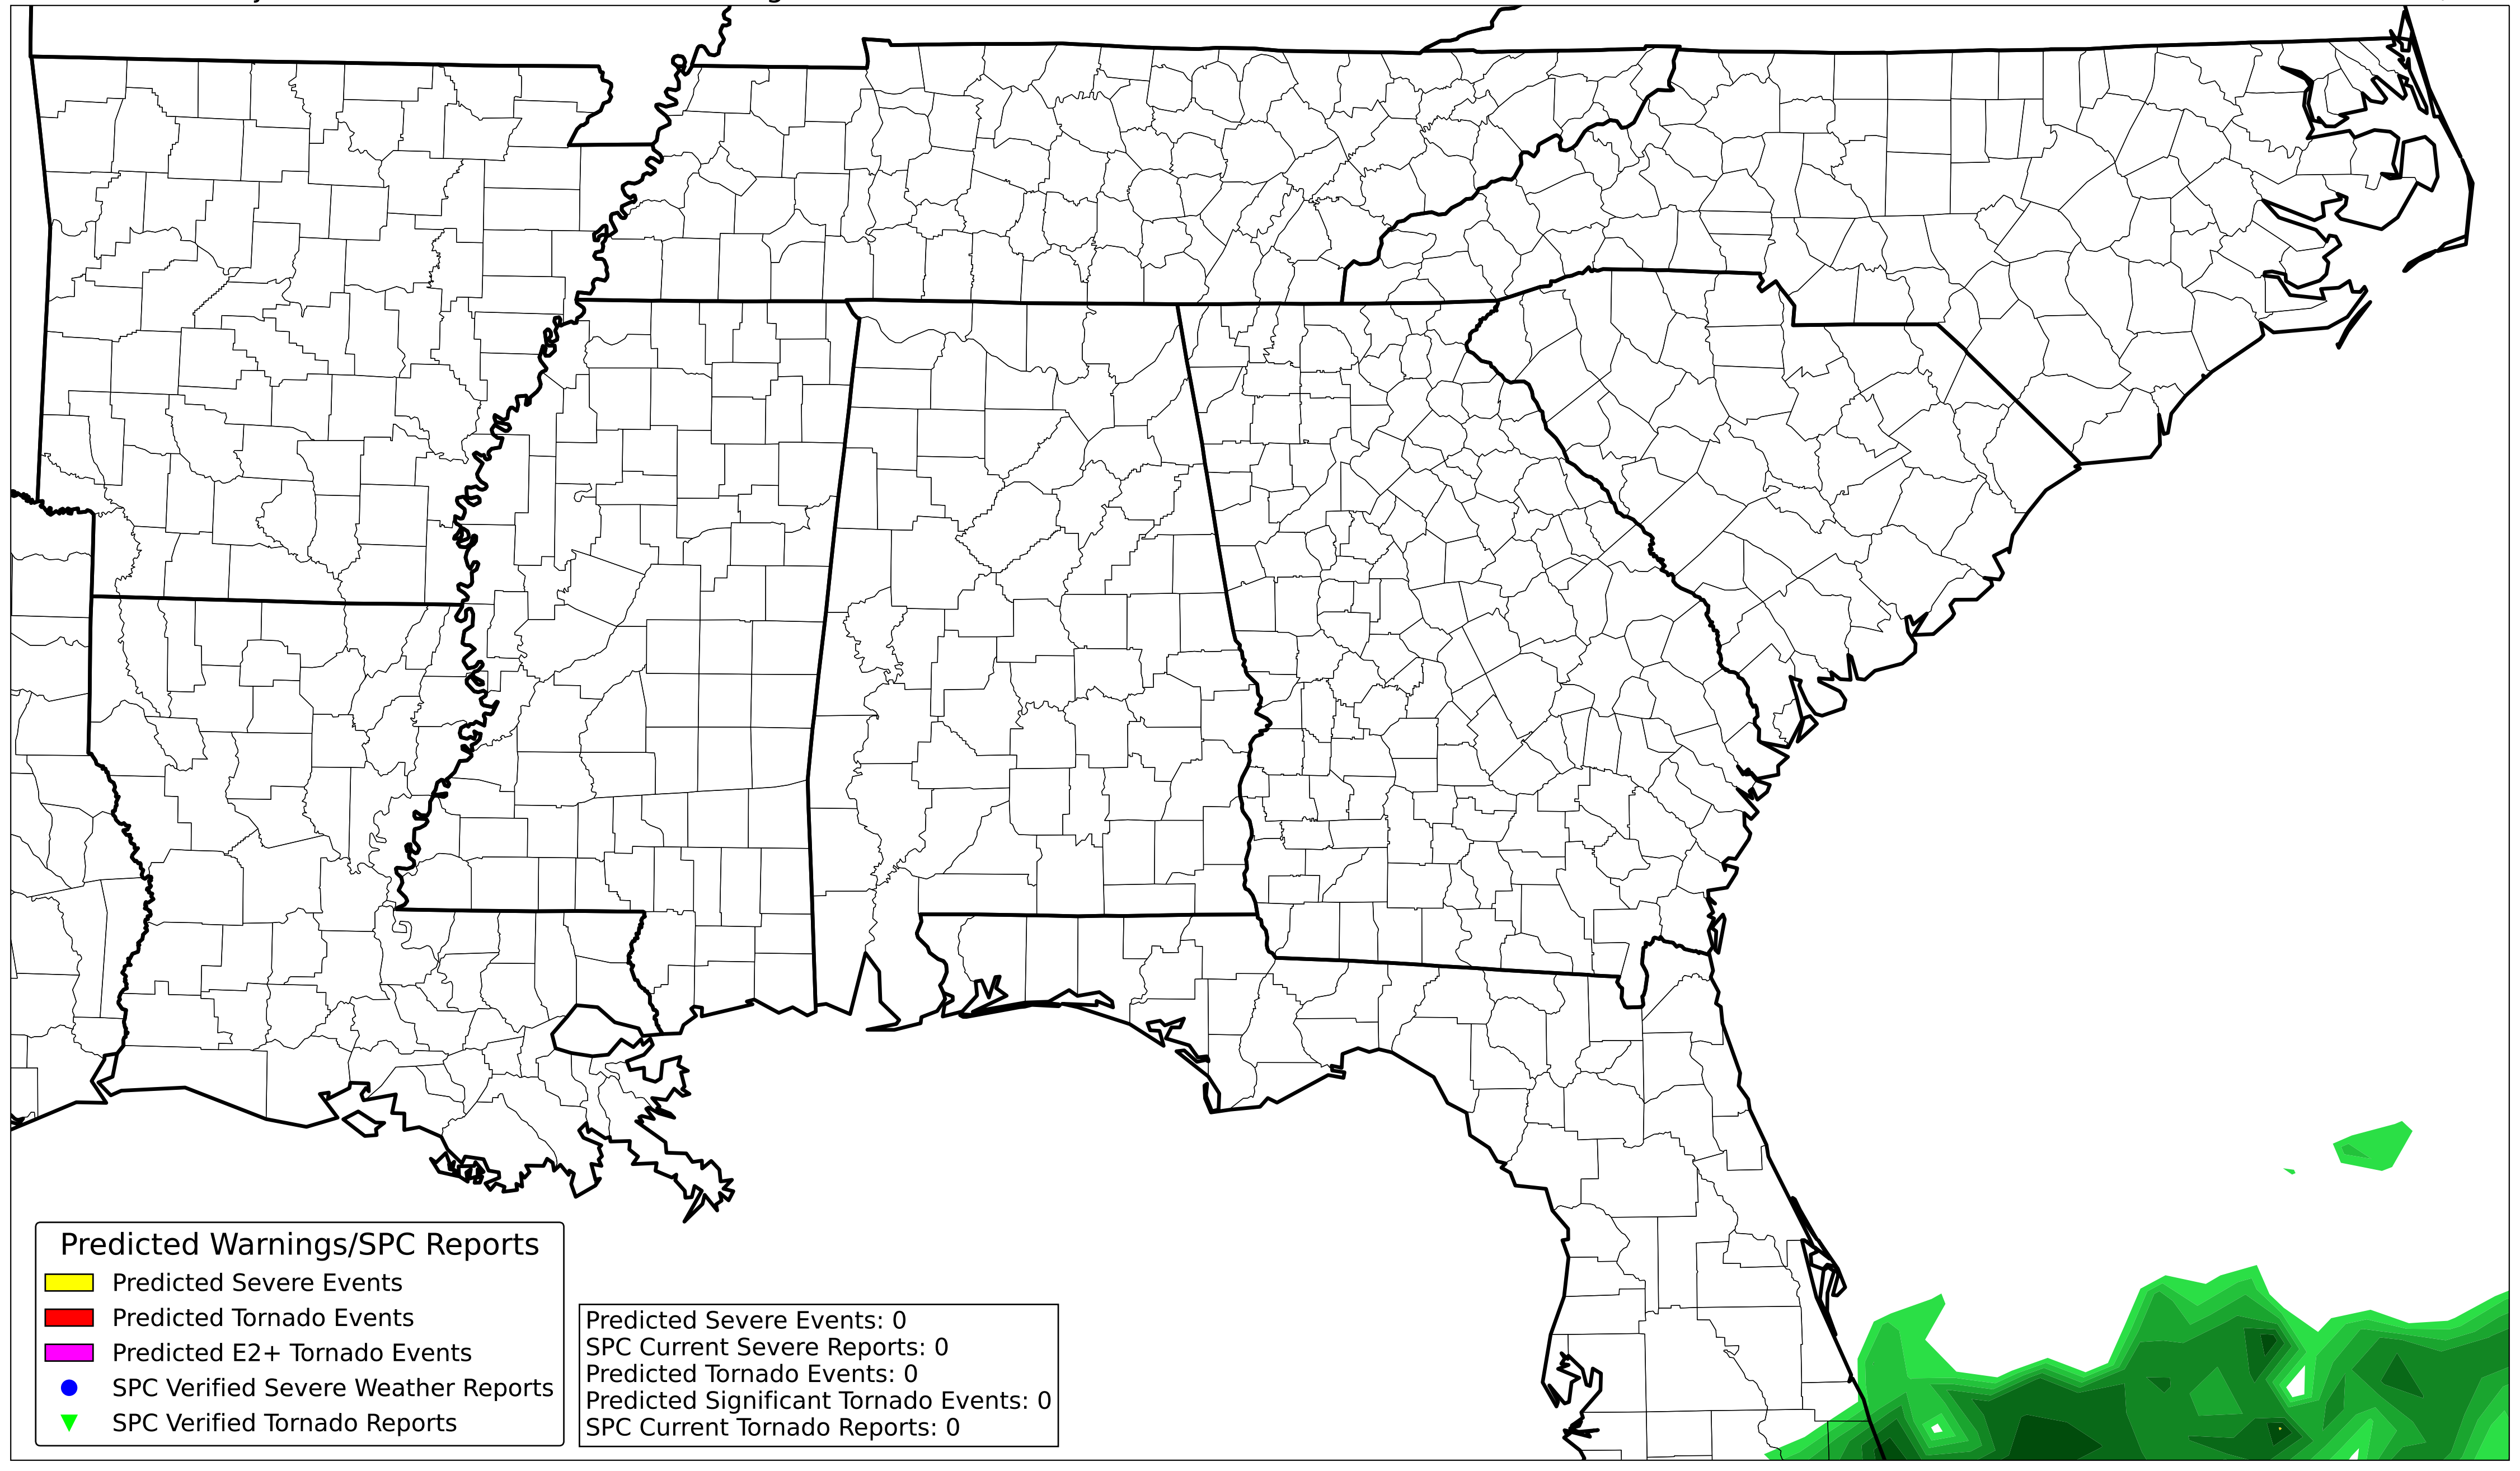 Predicted Warnings/SPC Reports
Predicted Severe Events
Predicted Tornado Events
Predicted E2+ Tornado Events
SPC Verified Severe Weather Reports
SPC Verified Tornado Reports
Predicted Severe Events: 0
SPC Current Severe Reports: 0
Predicted Tornado Events: 0
Predicted Significant Tornado Events: 0
SPC Current Tornado Reports: 0